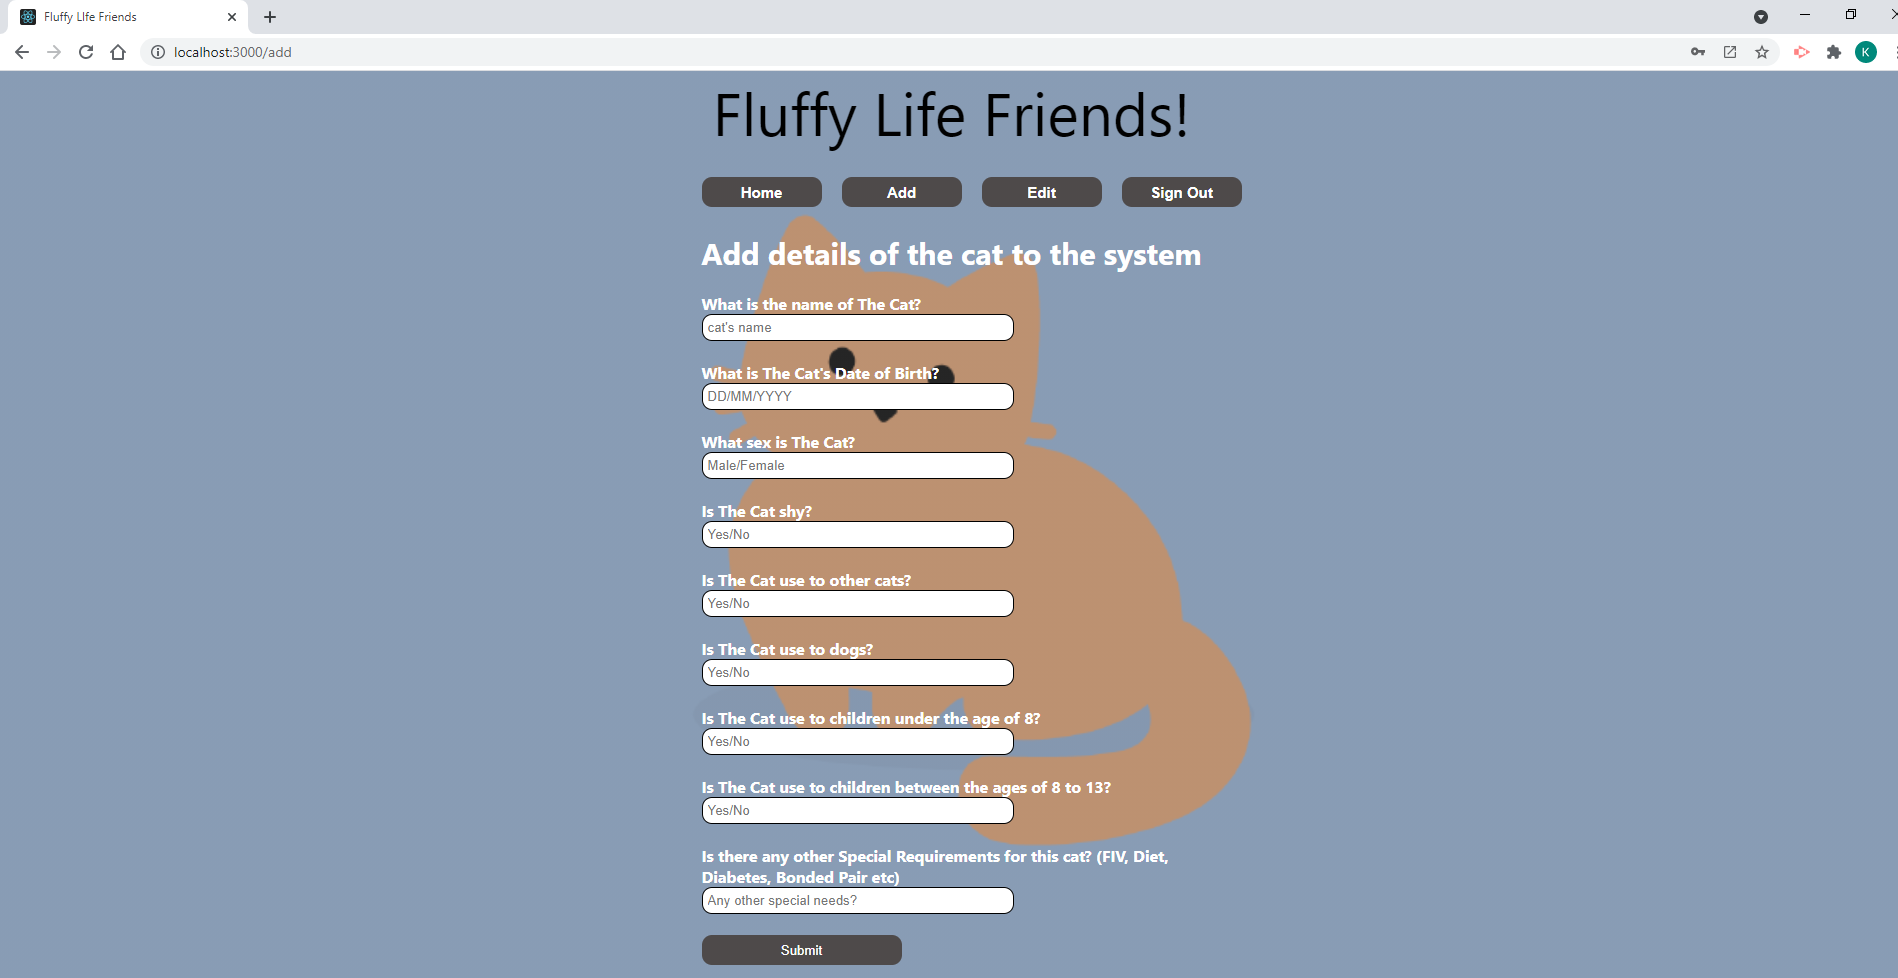 Fluffy LIfe Friends
localhost:3000/add
K
Fluffy Life Friends!
Home Add Edit Sign Out
Add details of the cat to the system
What is the name of The Cat?
cat's name
What is The Cat's Date of Birth?
DD/MM/YYYY
What sex is The Cat?
Male/Female
Is The Cat shy?
Yes/No
Is The Cat use to other cats?
Yes/No
Is The Cat use to dogs?
Yes/No
Is The Cat use to children under the age of 8?
Yes/No
Is The Cat use to children between the ages of 8 to 13?
Yes/No
Is there any other Special Requirements for this cat? (FIV, Diet,
Diabetes, Bonded Pair etc)
Any other special needs?
Submit